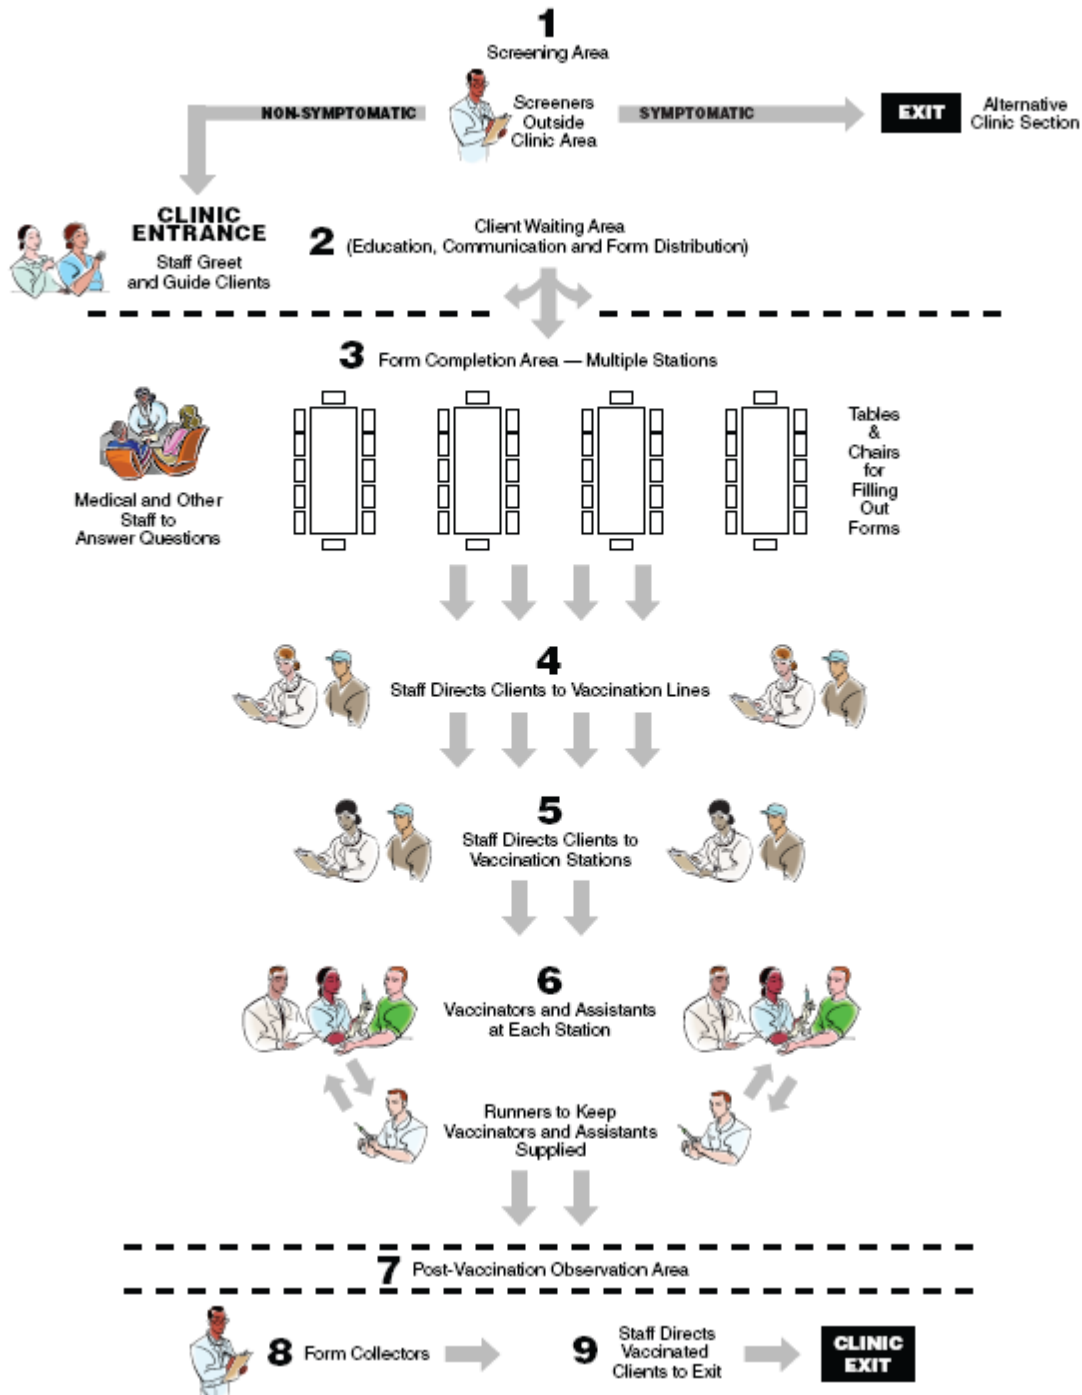 1
Screening Area
NON-SYMPTOMATIC
Screeners
Outside
Clinic Area
SYMPTOMATIC
EXIT
Alternative
Clinic Section
CLINIC
ENTRANCE
Staff Greet
and Guide Clients
2
Client Waiting Area
(Education, Communication and Form Distribution)
3 Form Completion Area — Multiple Stations
Medical and Other
Staff to
Answer Questions
Tables
&
Chairs
for
Filling
Out
Forms
4
Staff Directs Clients to Vaccination Lines
5
Staff Directs Clients to
Vaccination Stations
6
Vaccinators and Assistants
at Each Station
Runners to Keep
Vaccinators and Assistants
Supplied
7 Post-Vaccination Observation Area
8 Form Collectors
9
Staff Directs
Vaccinated
Clients to Exit
CLINIC
EXIT